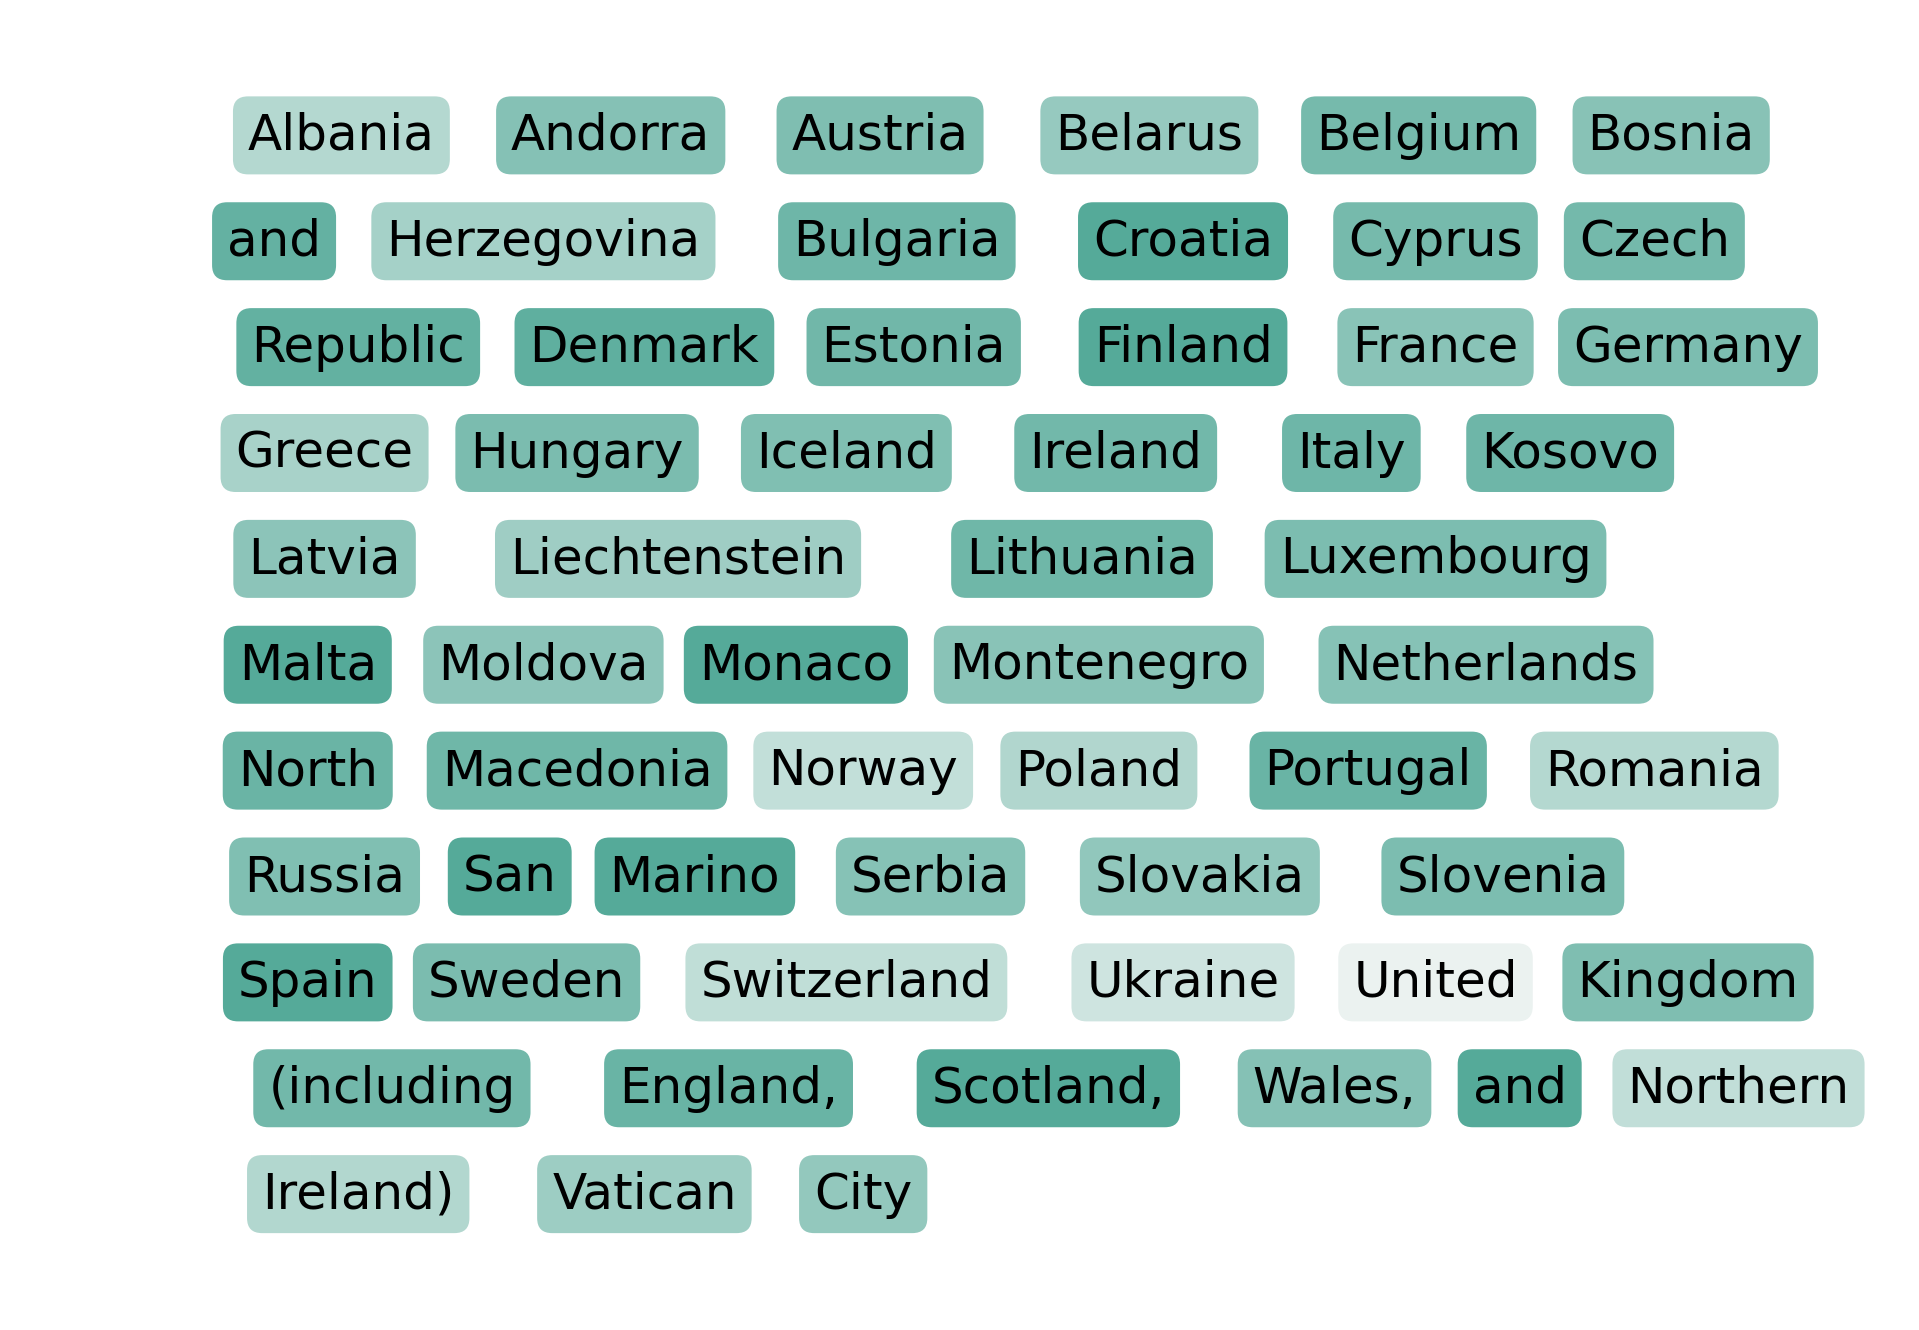 Albania Andorra Austria Belarus Belgium Bosnia
and Herzegovina Bulgaria Croatia Cyprus Czech
Republic Denmark Estonia Finland France Germany
Greece Hungary Iceland Ireland Italy Kosovo
Latvia Liechtenstein Lithuania Luxembourg
Malta Moldova Monaco Montenegro Netherlands
North Macedonia Norway Poland Portugal Romania
Russia San Marino Serbia Slovakia Slovenia
Spain Sweden Switzerland Ukraine United Kingdom
(including England, Scotland, Wales, and Northern
Ireland) Vatican City